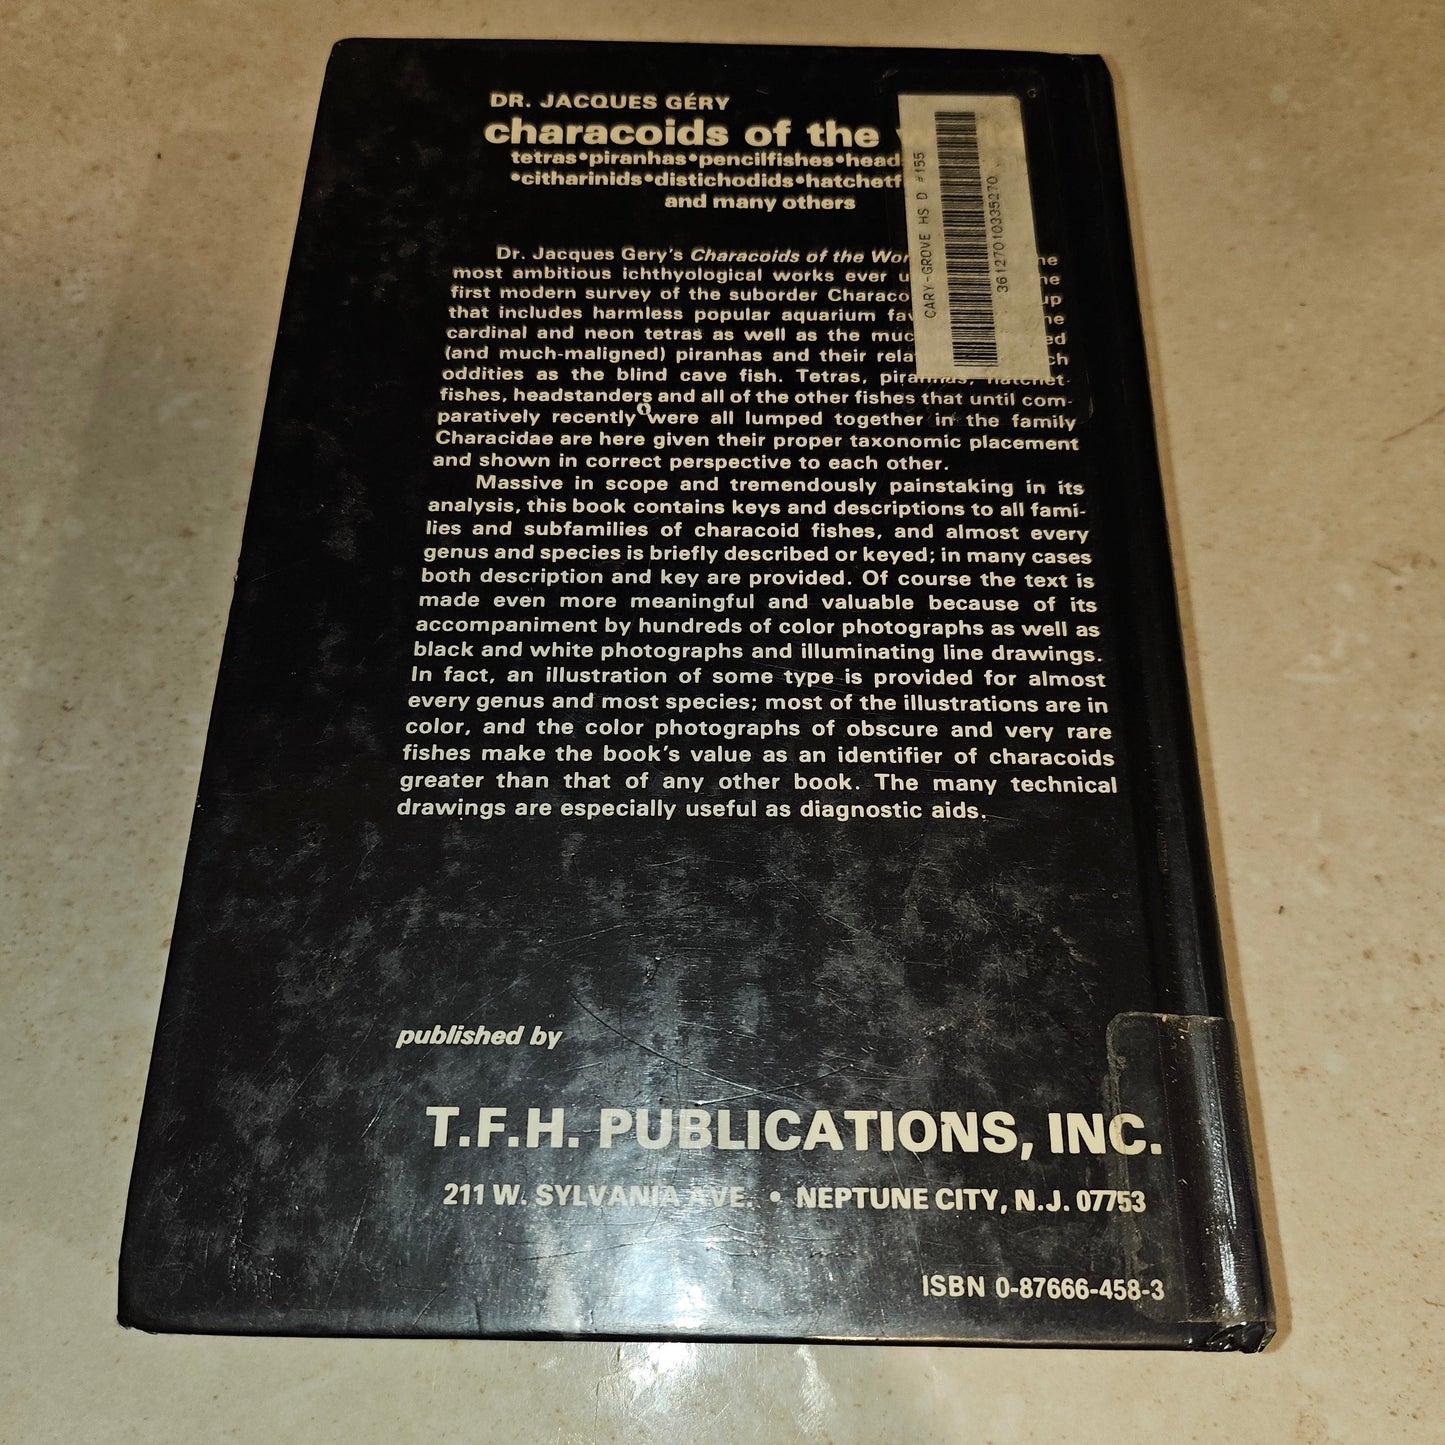 DR. JACQUES GÉRY
characoids of the
tetras•piranhas•pencilfishes•head
•citharinids•distichodids•hatchetf
and many others
Dr. Jacques Gery's Characoids of the Wor
most ambitious ichthyological works ever u
first modern survey of the suborder Characo up
that includes harmless popular aquarium fav
cardinal and neon tetras as well as the muc
(and much-maligned) piranhas and their rela
oddities as the blind cave fish. Tetras, piranhas, hatchet-
fishes, headstanders and all of the other fishes that until com-
paratively recently were all lumped together in the family
Characidae are here given their proper taxonomic placement
and shown in correct perspective to each other.
Massive in scope and tremendously painstaking in its
analysis, this book contains keys and descriptions to all fami-
lies and subfamilies of characoid fishes, and almost every
genus and species is briefly described or keyed; in many cases
both description and key are provided. Of course the text is
made even more meaningful and valuable because of its
accompaniment by hundreds of color photographs as well as
black and white photographs and illuminating line drawings.
In fact, an illustration of some type is provided for almost
every genus and most species; most of the illustrations are in
color, and the color photographs of obscure and very rare
fishes make the book's value as an identifier of characoids
greater than that of any other book. The many technical
drawings are especially useful as diagnostic aids.
CARY-GROVE HS D #155
36127010335270
published by
T.F.H. PUBLICATIONS, INC.
211 W. SYLVANIA AVE. • NEPTUNE CITY, N.J. 07753
ISBN 0-87666-458-3